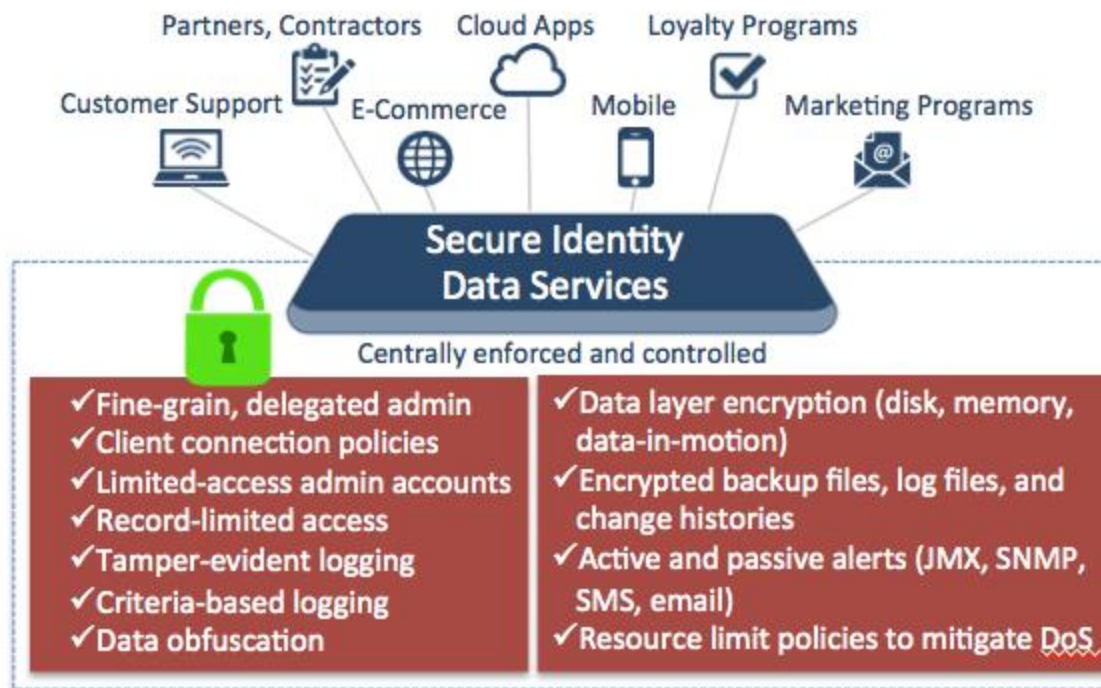 Partners, Contractors
Cloud Apps
Loyalty Programs
Customer Support
E-Commerce
Mobile
Marketing Programs
@
Secure Identity
Data Services
Centrally enforced and controlled
✓Fine-grain, delegated admin
✓Client connection policies
✓Limited-access admin accounts
✓Record-limited access
✓Tamper-evident logging
✓Criteria-based logging
✓Data obfuscation
✓Data layer encryption (disk, memory,
data-in-motion)
✓Encrypted backup files, log files, and
change histories
✓Active and passive alerts (JMX, SNMP,
SMS, email)
✓Resource limit policies to mitigate DoS